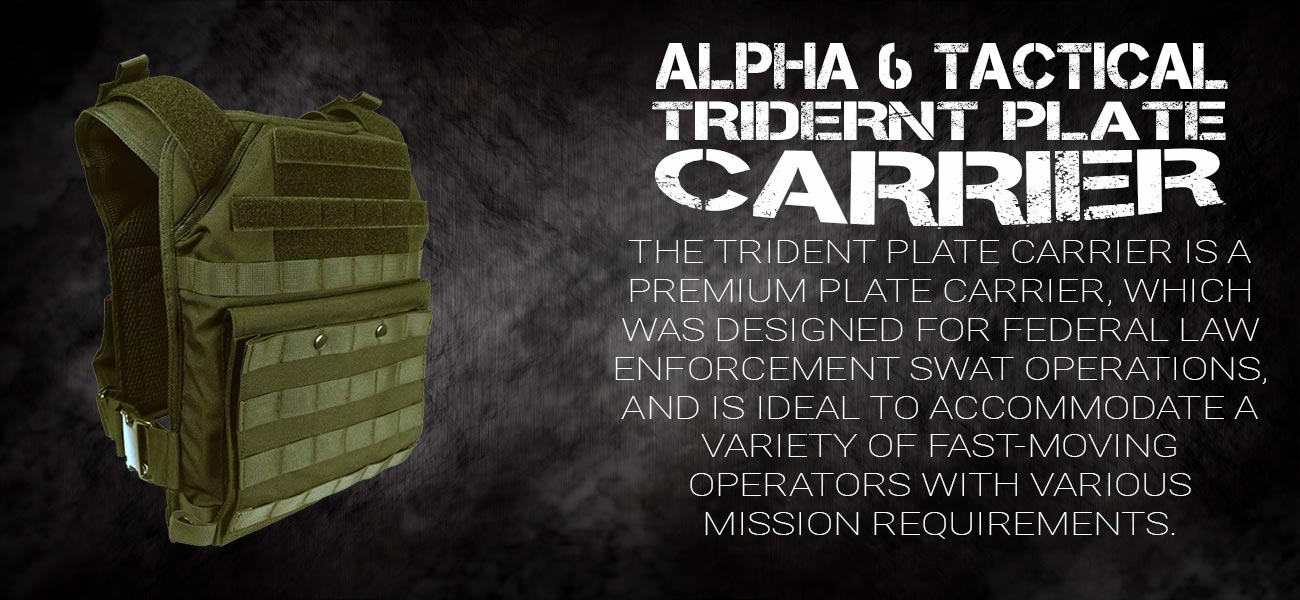 ALPHA 6 TACTICAL
TRIDERNT PLATE
CARRIER
THE TRIDENT PLATE CARRIER IS A
PREMIUM PLATE CARRIER, WHICH
WAS DESIGNED FOR FEDERAL LAW
ENFORCEMENT SWAT OPERATIONS,
AND IS IDEAL TO ACCOMMODATE A
VARIETY OF FAST-MOVING
OPERATORS WITH VARIOUS
MISSION REQUIREMENTS.